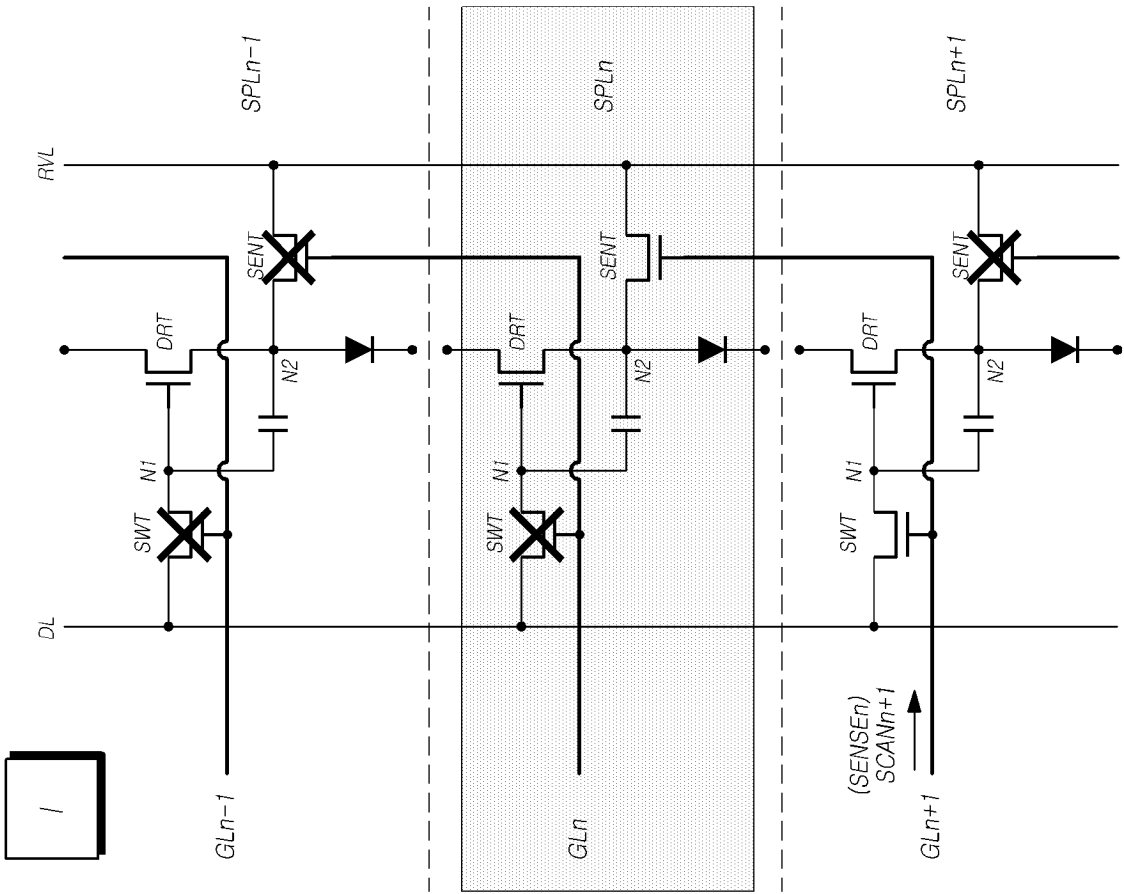 I
DL
RVL
SWT
N1
DRT
GLn-1
SENT
SPLn-1
N2
SWT
N1
DRT
GLn
SENT
SPLn
N2
SWT
N1
DRT
(SENSEn)
SCANn+1
GLn+1
SENT
SPLn+1
N2